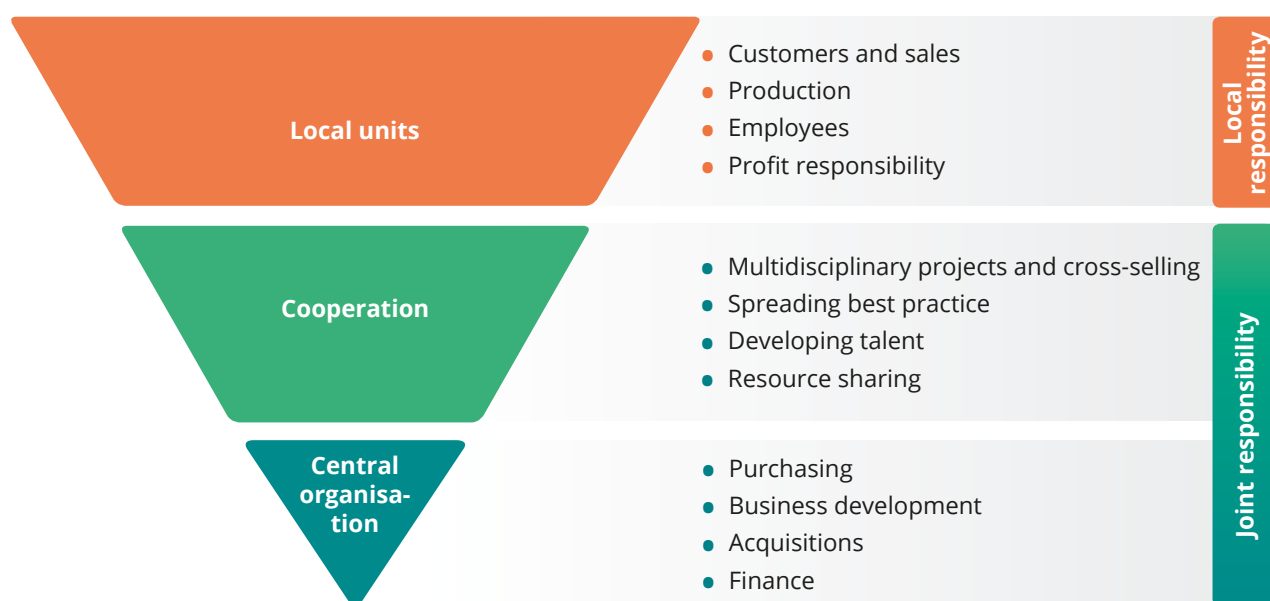 Local units
Customers and sales
Production
Employees
Profit responsibility
Local
responsibility
Cooperation
Multidisciplinary projects and cross-selling
Spreading best practice
Developing talent
Resource sharing
Joint responsibility
Central
organisa-
tion
Purchasing
Business development
Acquisitions
Finance